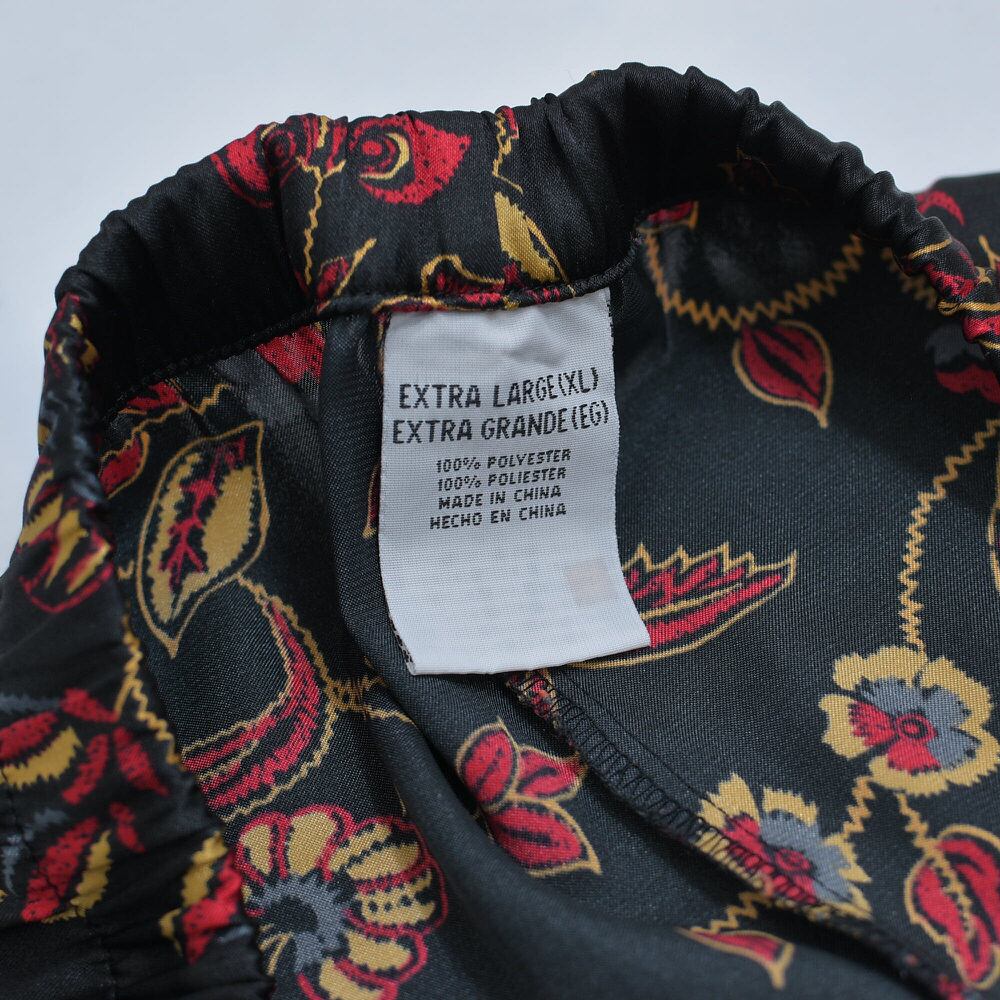 EXTRA LARGE(XL)
EXTRA GRANDE(EG)
100% POLYESTER
100% POLIESTER
MADE IN CHINA
HECHO EN CHINA